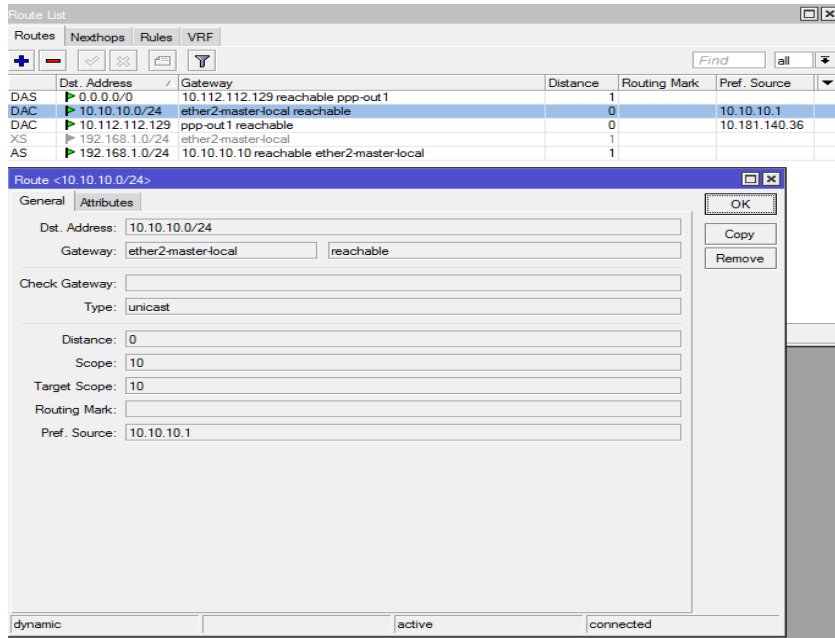 Route List
Routes Nexthops Rules VRF
Find all
Dst. Address / Gateway Distance Routing Mark Pref. Source
DAS 0.0.0.0/0 10.112.112.129 reachable ppp-out1 1
DAC 10.10.10.0/24 ether2-master-local reachable 0 10.10.10.1
DAC 10.112.112.129 ppp-out1 reachable 0 10.181.140.36
XS 192.168.1.0/24 ether2-master-local 1
AS 192.168.1.0/24 10.10.10.10 reachable ether2-master-local 1
Route <10.10.10.0/24>
General Attributes
OK
Dst. Address: 10.10.10.0/24
Copy
Gateway: ether2-master-local reachable
Remove
Check Gateway:
Type: unicast
Distance: 0
Scope: 10
Target Scope: 10
Routing Mark:
Pref. Source: 10.10.10.1
dynamic active connected